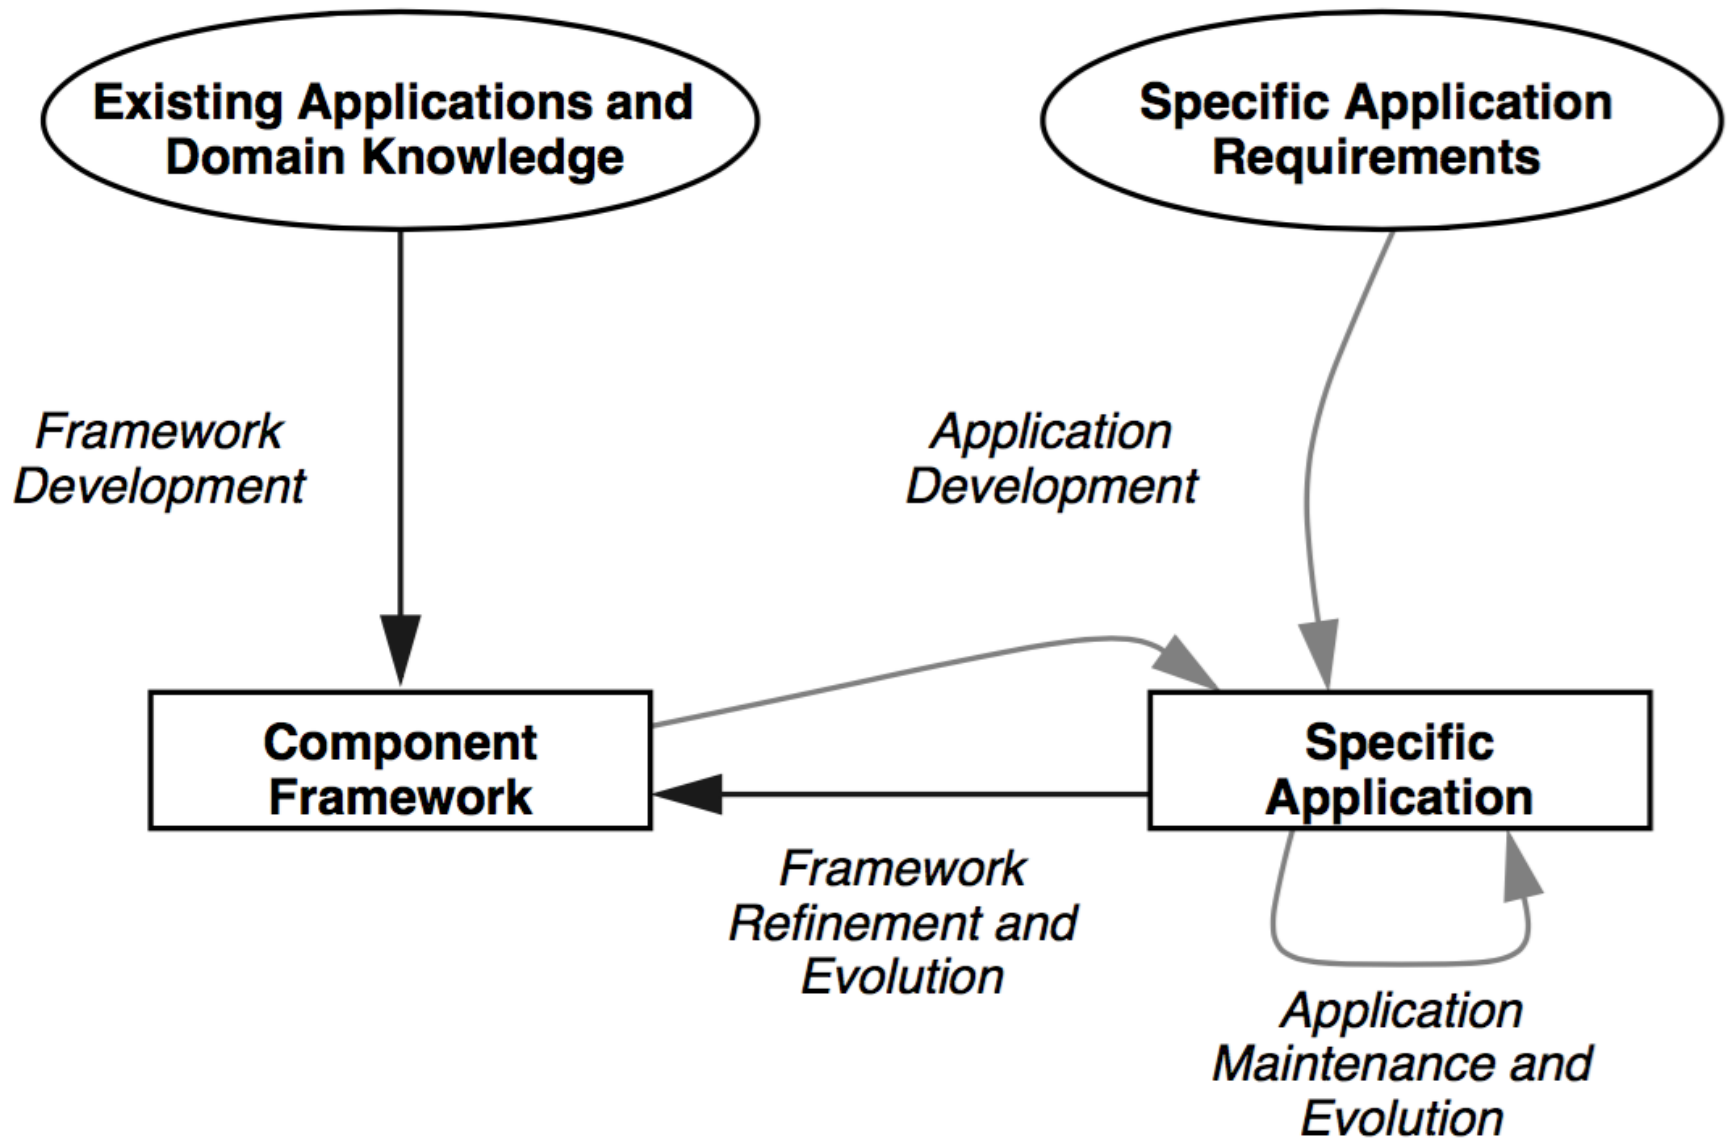 Existing Applications and
Domain Knowledge
Specific Application
Requirements
Framework
Development
Application
Development
Component
Framework
Specific
Application
Framework
Refinement and
Evolution
Application
Maintenance and
Evolution